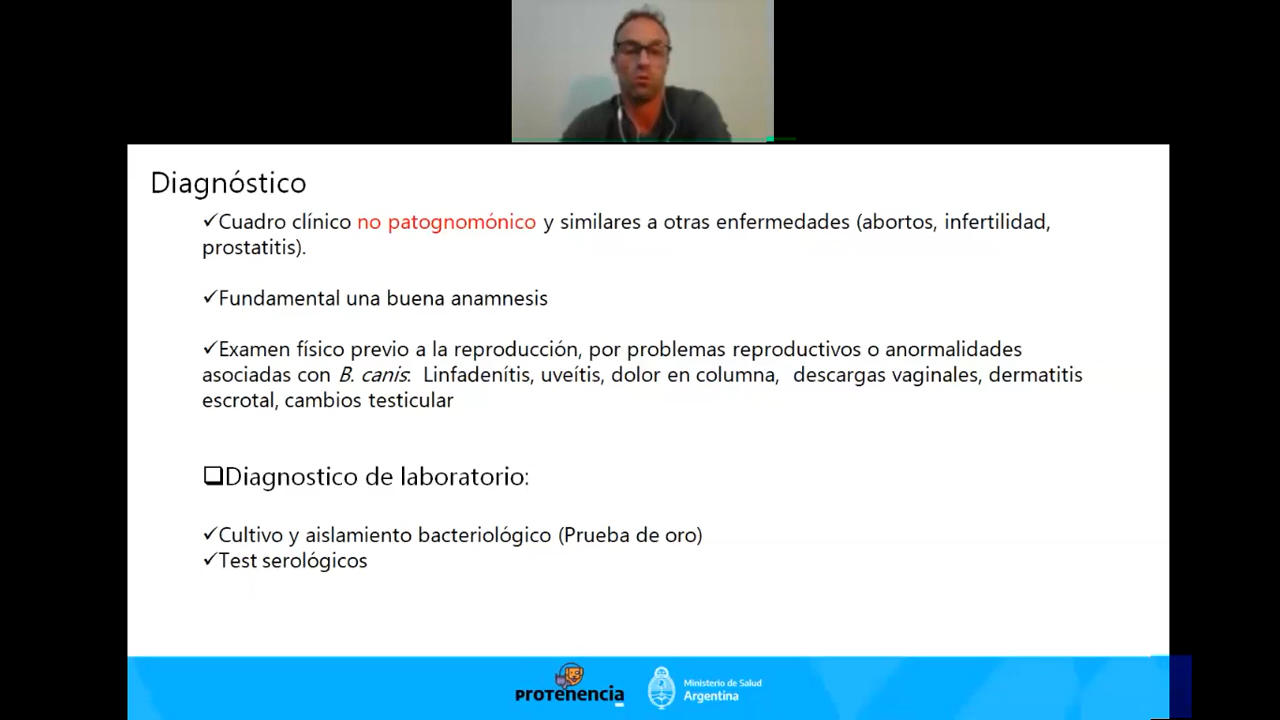 Diagnóstico
✓Cuadro clínico no patognomónico y similares a otras enfermedades (abortos, infertilidad,
prostatitis).
✓Fundamental una buena anamnesis
✓Examen físico previo a la reproducción, por problemas reproductivos o anormalidades
asociadas con B. canis: Linfadenítis, uveítis, dolor en columna, descargas vaginales, dermatitis
escrotal, cambios testicular
❑Diagnostico de laboratorio:
✓Cultivo y aislamiento bacteriológico (Prueba de oro)
✓Test serológicos
PROTENENCIA
Ministerio de Salud
Argentina